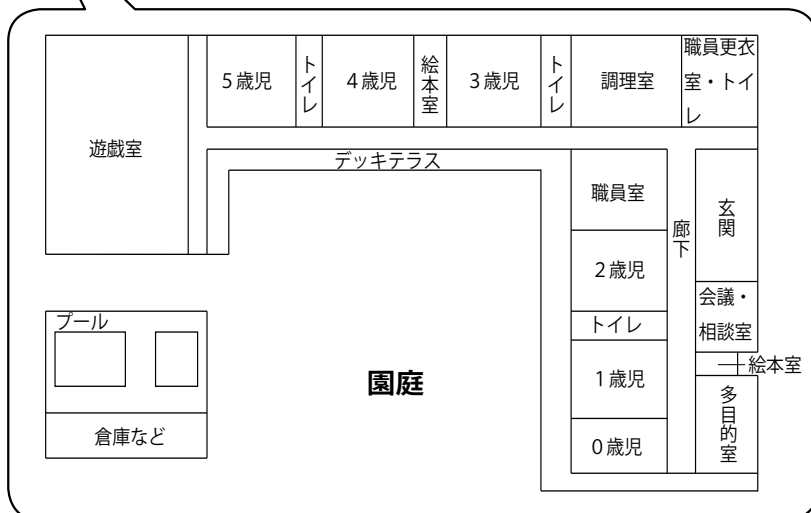 遊戯室
5歳児
トイレ
4歳児
絵本室
3歳児
トイレ
調理室
職員更衣
室・トイ
レ
デッキテラス
職員室
2歳児
トイレ
1歳児
0歳児
廊下
玄関
会議・
相談室
絵本室
多目的室
プール
倉庫など
園庭